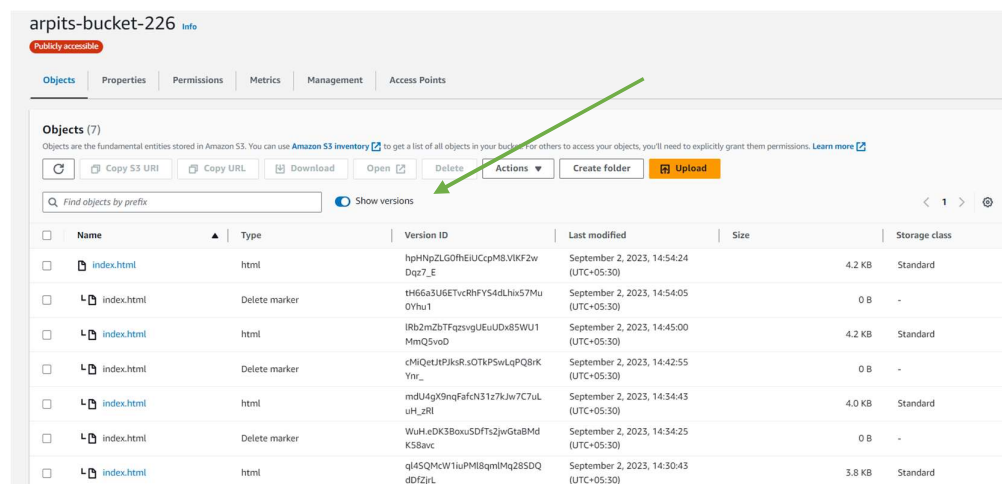 arpits-bucket-226 Info
Publicly accessible
Objects Properties Permissions Metrics Management Access Points
Objects (7)
Objects are the fundamental entities stored in Amazon S3. You can use Amazon S3 inventory to get a list of all objects in your bucket. For others to access your objects, you'll need to explicitly grant them permissions. Learn more
Copy S3 URI Copy URL Download Open Delete Actions Create folder Upload
Find objects by prefix Show versions 1
Name Type Version ID Last modified Size Storage class
index.html html hpHNpZLG0fhEiUCcpM8.VlKF2w September 2, 2023, 14:54:24 4.2 KB Standard
Dqz7_E (UTC+05:30)
index.html Delete marker tH66a3U6ETvcRhFYS4dLhix57Mu September 2, 2023, 14:54:05 0 B -
0Yhu1 (UTC+05:30)
index.html html lRb2mZbTFqzsvgUEuUDx85WU1 September 2, 2023, 14:45:00 4.2 KB Standard
MmQ5voD (UTC+05:30)
index.html Delete marker cMiQetJtPJksR.sOTkPSwLqPQ8rK September 2, 2023, 14:42:55 0 B -
Ynr_ (UTC+05:30)
index.html html mdU4gX9nqFafcN31z7kJw7C7uL September 2, 2023, 14:34:43 4.0 KB Standard
uH_zRl (UTC+05:30)
index.html Delete marker WuH.eDK3BoxuSDfTs2jwGtaBMd September 2, 2023, 14:34:25 0 B -
K58avc (UTC+05:30)
index.html html ql4SQMcW1iuPMl8qmlMq28SDQ September 2, 2023, 14:30:43 3.8 KB Standard
dDfZjrL (UTC+05:30)